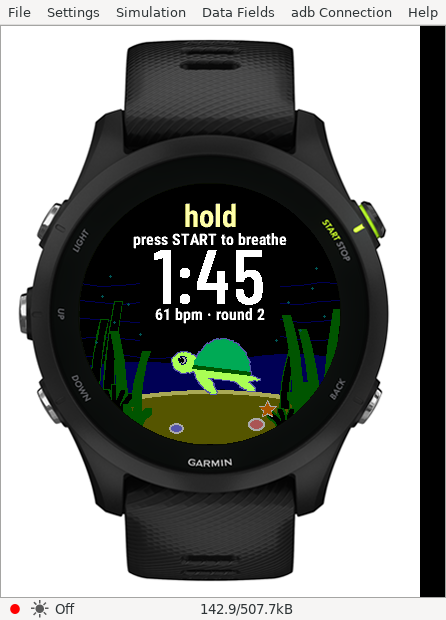 File Settings Simulation Data Fields adb Connection Help
LIGHT
START STOP
hold
press START to breathe
1:45
61 bpm · round 2
UP
DOWN
BACK
GARMIN
Off 142.9/507.7kB